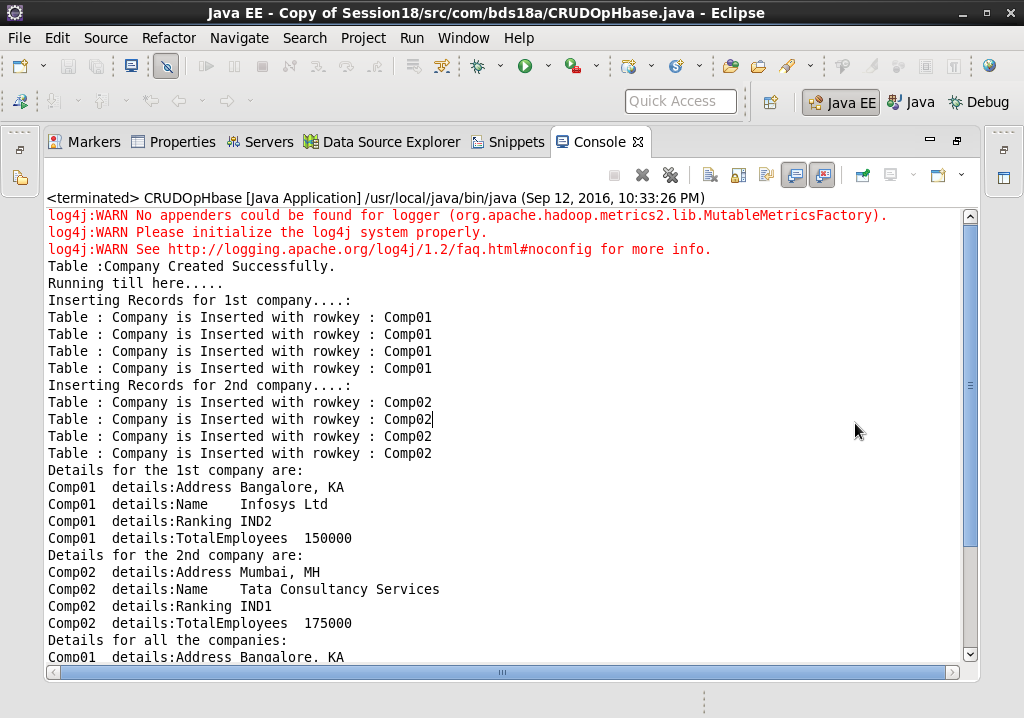 Java EE - Copy of Session18/src/com/bds18a/CRUDOpHbase.java - Eclipse
File Edit Source Refactor Navigate Search Project Run Window Help
Quick Access
Java EE
Java
Debug
Markers Properties Servers Data Source Explorer Snippets Console
<terminated> CRUDOpHbase [Java Application] /usr/local/java/bin/java (Sep 12, 2016, 10:33:26 PM)
log4j:WARN No appenders could be found for logger (org.apache.hadoop.metrics2.lib.MutableMetricsFactory).
log4j:WARN Please initialize the log4j system properly.
log4j:WARN See http://logging.apache.org/log4j/1.2/faq.html#noconfig for more info.
Table :Company Created Successfully.
Running till here.....
Inserting Records for 1st company....:
Table : Company is Inserted with rowkey : Comp01
Table : Company is Inserted with rowkey : Comp01
Table : Company is Inserted with rowkey : Comp01
Table : Company is Inserted with rowkey : Comp01
Inserting Records for 2nd company....:
Table : Company is Inserted with rowkey : Comp02
Table : Company is Inserted with rowkey : Comp02
Table : Company is Inserted with rowkey : Comp02
Table : Company is Inserted with rowkey : Comp02
Details for the 1st company are:
Comp01  details:Address Bangalore, KA
Comp01  details:Name    Infosys Ltd
Comp01  details:Ranking IND2
Comp01  details:TotalEmployees  150000
Details for the 2nd company are:
Comp02  details:Address Mumbai, MH
Comp02  details:Name    Tata Consultancy Services
Comp02  details:Ranking IND1
Comp02  details:TotalEmployees  175000
Details for all the companies:
Comp01  details:Address Bangalore, KA